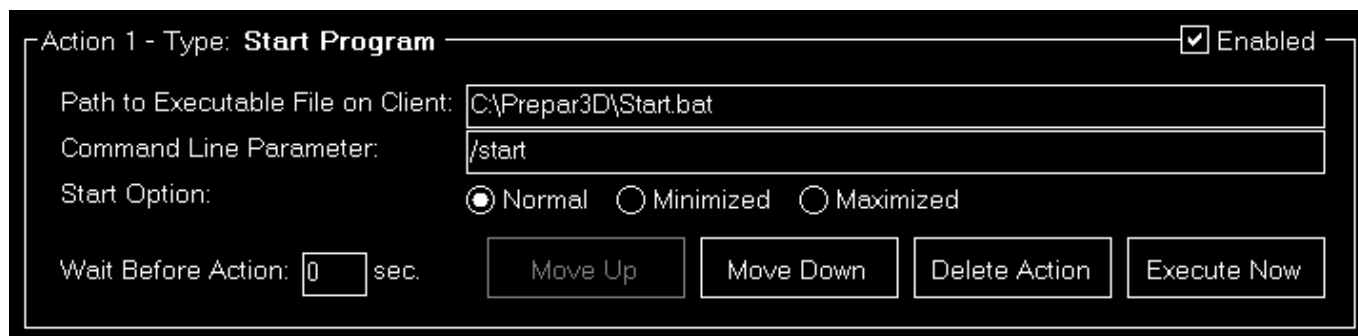 Action 1 - Type: Start Program Enabled
Path to Executable File on Client: C:\Prepar3D\Start.bat
Command Line Parameter: /start
Start Option: Normal Minimized Maximized
Wait Before Action: 0 sec. Move Up Move Down Delete Action Execute Now